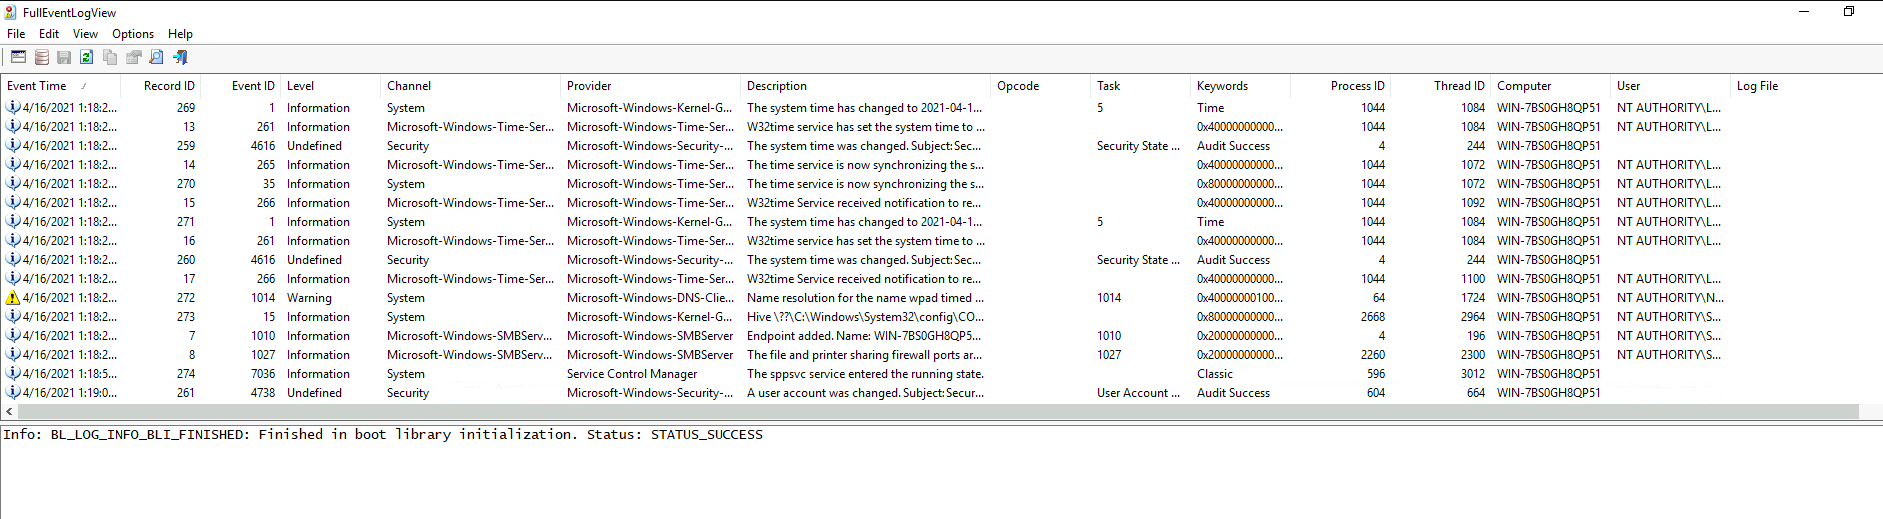 FullEventLogView
File Edit View Options Help
Event Time Record ID Event ID Level Channel Provider Description Opcode Task Keywords Process ID Thread ID Computer User Log File
4/16/2021 1:18:2... 269 1 Information System Microsoft-Windows-Kernel-G... The system time has changed to 2021-04-1... 5 Time 1044 1084 WIN-7BS0GH8QP51 NT AUTHORITY\L...
4/16/2021 1:18:2... 13 261 Information Microsoft-Windows-Time-Ser... Microsoft-Windows-Time-Ser... W32time service has set the system time to ... 0x40000000000... 1044 1084 WIN-7BS0GH8QP51 NT AUTHORITY\L...
4/16/2021 1:18:2... 259 4616 Undefined Security Microsoft-Windows-Security-... The system time was changed. Subject: Sec... Security State ... Audit Success 4 244 WIN-7BS0GH8QP51
4/16/2021 1:18:2... 14 265 Information Microsoft-Windows-Time-Ser... Microsoft-Windows-Time-Ser... The time service is now synchronizing the s... 0x40000000000... 1044 1072 WIN-7BS0GH8QP51 NT AUTHORITY\L...
4/16/2021 1:18:2... 270 35 Information System Microsoft-Windows-Time-Ser... The time service is now synchronizing the s... 0x80000000000... 1044 1072 WIN-7BS0GH8QP51 NT AUTHORITY\L...
4/16/2021 1:18:2... 15 266 Information Microsoft-Windows-Time-Ser... Microsoft-Windows-Time-Ser... W32time Service received notification to re... 0x40000000000... 1044 1092 WIN-7BS0GH8QP51 NT AUTHORITY\L...
4/16/2021 1:18:2... 271 1 Information System Microsoft-Windows-Kernel-G... The system time has changed to 2021-04-1... 5 Time 1044 1084 WIN-7BS0GH8QP51 NT AUTHORITY\L...
4/16/2021 1:18:2... 16 261 Information Microsoft-Windows-Time-Ser... Microsoft-Windows-Time-Ser... W32time service has set the system time to ... 0x40000000000... 1044 1084 WIN-7BS0GH8QP51 NT AUTHORITY\L...
4/16/2021 1:18:2... 260 4616 Undefined Security Microsoft-Windows-Security-... The system time was changed. Subject: Sec... Security State ... Audit Success 4 244 WIN-7BS0GH8QP51
4/16/2021 1:18:2... 17 266 Information Microsoft-Windows-Time-Ser... Microsoft-Windows-Time-Ser... W32time Service received notification to re... 0x40000000000... 1044 1100 WIN-7BS0GH8QP51 NT AUTHORITY\L...
4/16/2021 1:18:2... 272 1014 Warning System Microsoft-Windows-DNS-Clie... Name resolution for the name wpad timed ... 1014 0x40000000100... 64 1724 WIN-7BS0GH8QP51 NT AUTHORITY\N...
4/16/2021 1:18:2... 273 15 Information System Microsoft-Windows-Kernel-G... Hive \??\C:\Windows\System32\config\CO... 0x80000000000... 2668 2964 WIN-7BS0GH8QP51 NT AUTHORITY\S...
4/16/2021 1:18:2... 7 1010 Information Microsoft-Windows-SMBServ... Microsoft-Windows-SMBServer Endpoint added. Name: WIN-7BS0GH8QP5... 1010 0x20000000000... 4 196 WIN-7BS0GH8QP51 NT AUTHORITY\S...
4/16/2021 1:18:2... 8 1027 Information Microsoft-Windows-SMBServ... Microsoft-Windows-SMBServer The file and printer sharing firewall ports ar... 1027 0x20000000000... 2260 2300 WIN-7BS0GH8QP51 NT AUTHORITY\S...
4/16/2021 1:18:5... 274 7036 Information System Service Control Manager The sppsvc service entered the running state. Classic 596 3012 WIN-7BS0GH8QP51
4/16/2021 1:19:0... 261 4738 Undefined Security Microsoft-Windows-Security-... A user account was changed. Subject: Secur... User Account ... Audit Success 604 664 WIN-7BS0GH8QP51
Info: BL_LOG_INFO_BLI_FINISHED: Finished in boot library initialization. Status: STATUS_SUCCESS